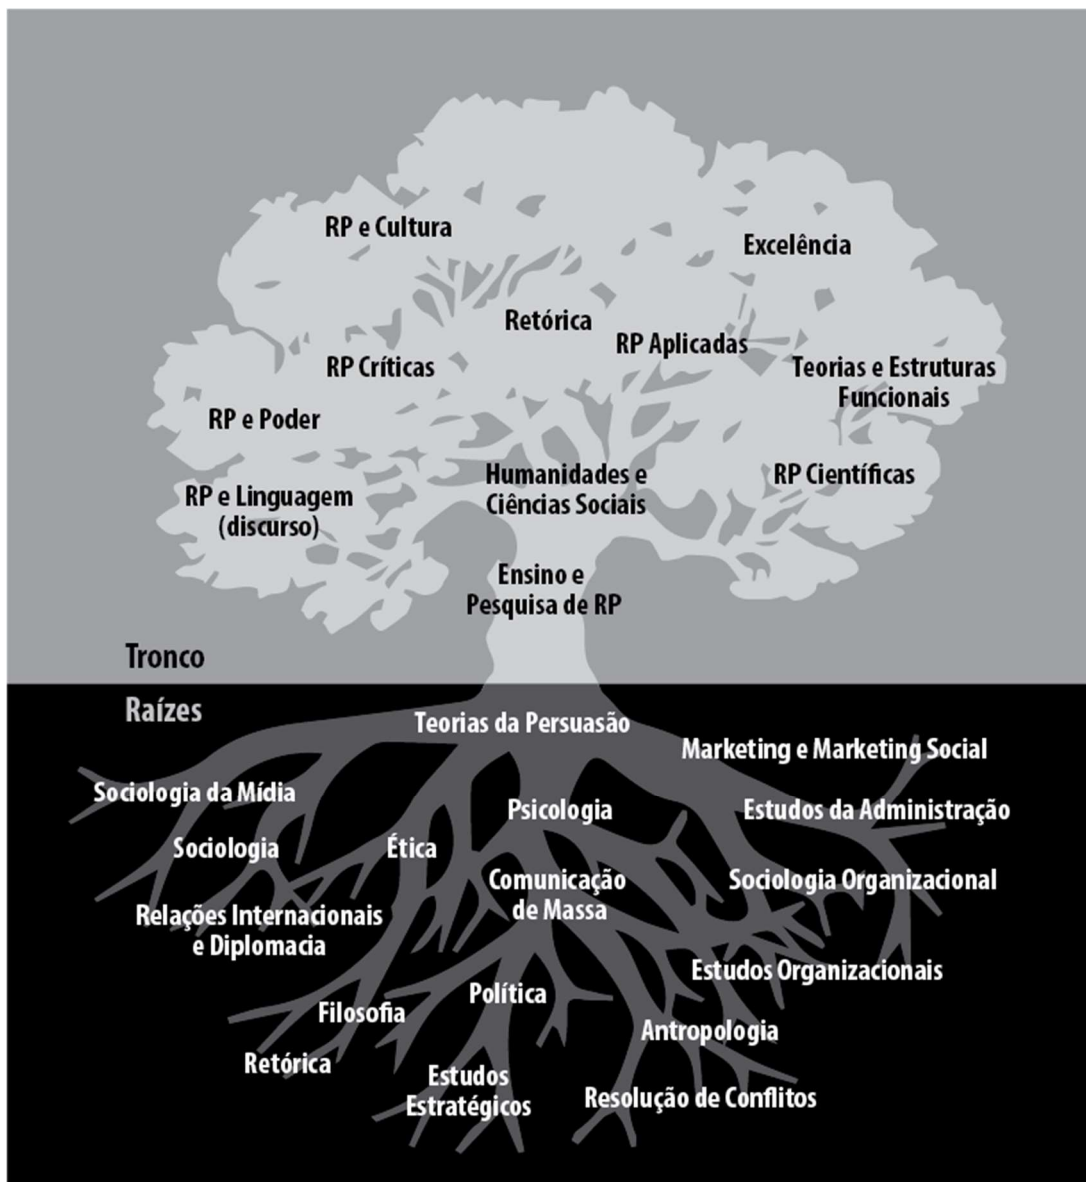 RP e Cultura
Excelência
Retórica
RP Aplicadas
RP Críticas
Teorias e Estruturas
Funcionais
RP e Poder
Humanidades e
Ciências Sociais
RP Científicas
RP e Linguagem
(discurso)
Ensino e
Pesquisa de RP
Tronco
Raízes
Teorias da Persuasão
Marketing e Marketing Social
Sociologia da Mídia
Psicologia
Estudos da Administração
Sociologia
Ética
Comunicação
de Massa
Sociologia Organizacional
Relações Internacionais
e Diplomacia
Estudos Organizacionais
Política
Filosofia
Antropologia
Retórica
Estudos
Estratégicos
Resolução de Conflitos